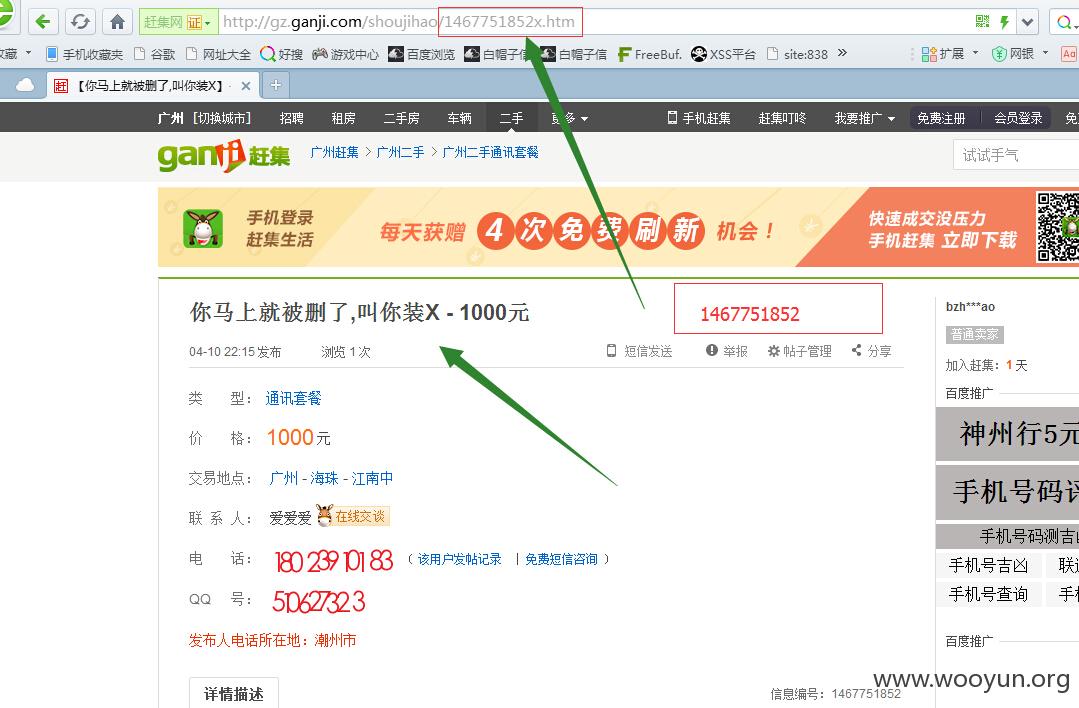 赶集网 证 http://gz.ganji.com/shoujihao/1467751852x.htm
收藏 手机收藏夹 谷歌 网址大全 好搜 游戏中心 百度浏览 白帽子信 白帽子信 FreeBuf. XSS平台 site:838 » 扩展 网银 Aa
赶 【你马上就被删了,叫你装X】 -
广州 [切换城市] 招聘 租房 二手房 车辆 二手 更多 手机赶集 赶集叮咚 我要推广 免费注册 会员登录 免
ganji 赶集 广州赶集 > 广州二手 > 广州二手通讯套餐 试试手气
手机登录
赶集生活
每天获赠 4次免费刷新 机会！
快速成交没压力
手机赶集 立即下载
你马上就被删了,叫你装X - 1000元
1467751852
04-10 22:15 发布 浏览 1 次 短信发送 举报 帖子管理 分享
类 型： 通讯套餐
价 格： 1000元
交易地点： 广州 - 海珠 - 江南中
联 系 人： 爱爱爱 在线交谈
电 话： 180 239 101 83 （ 该用户发帖记录 | 免费短信咨询 ）
QQ 号： 510627323
发布人电话所在地：潮州市
详情描述
信息编号：1467751852
bzh***ao
普通卖家
加入赶集：1 天
百度推广
神州行5元
手机号码评
手机号码测吉凶
手机号吉凶 联通
手机号查询 手机
百度推广
www.wooyun.org